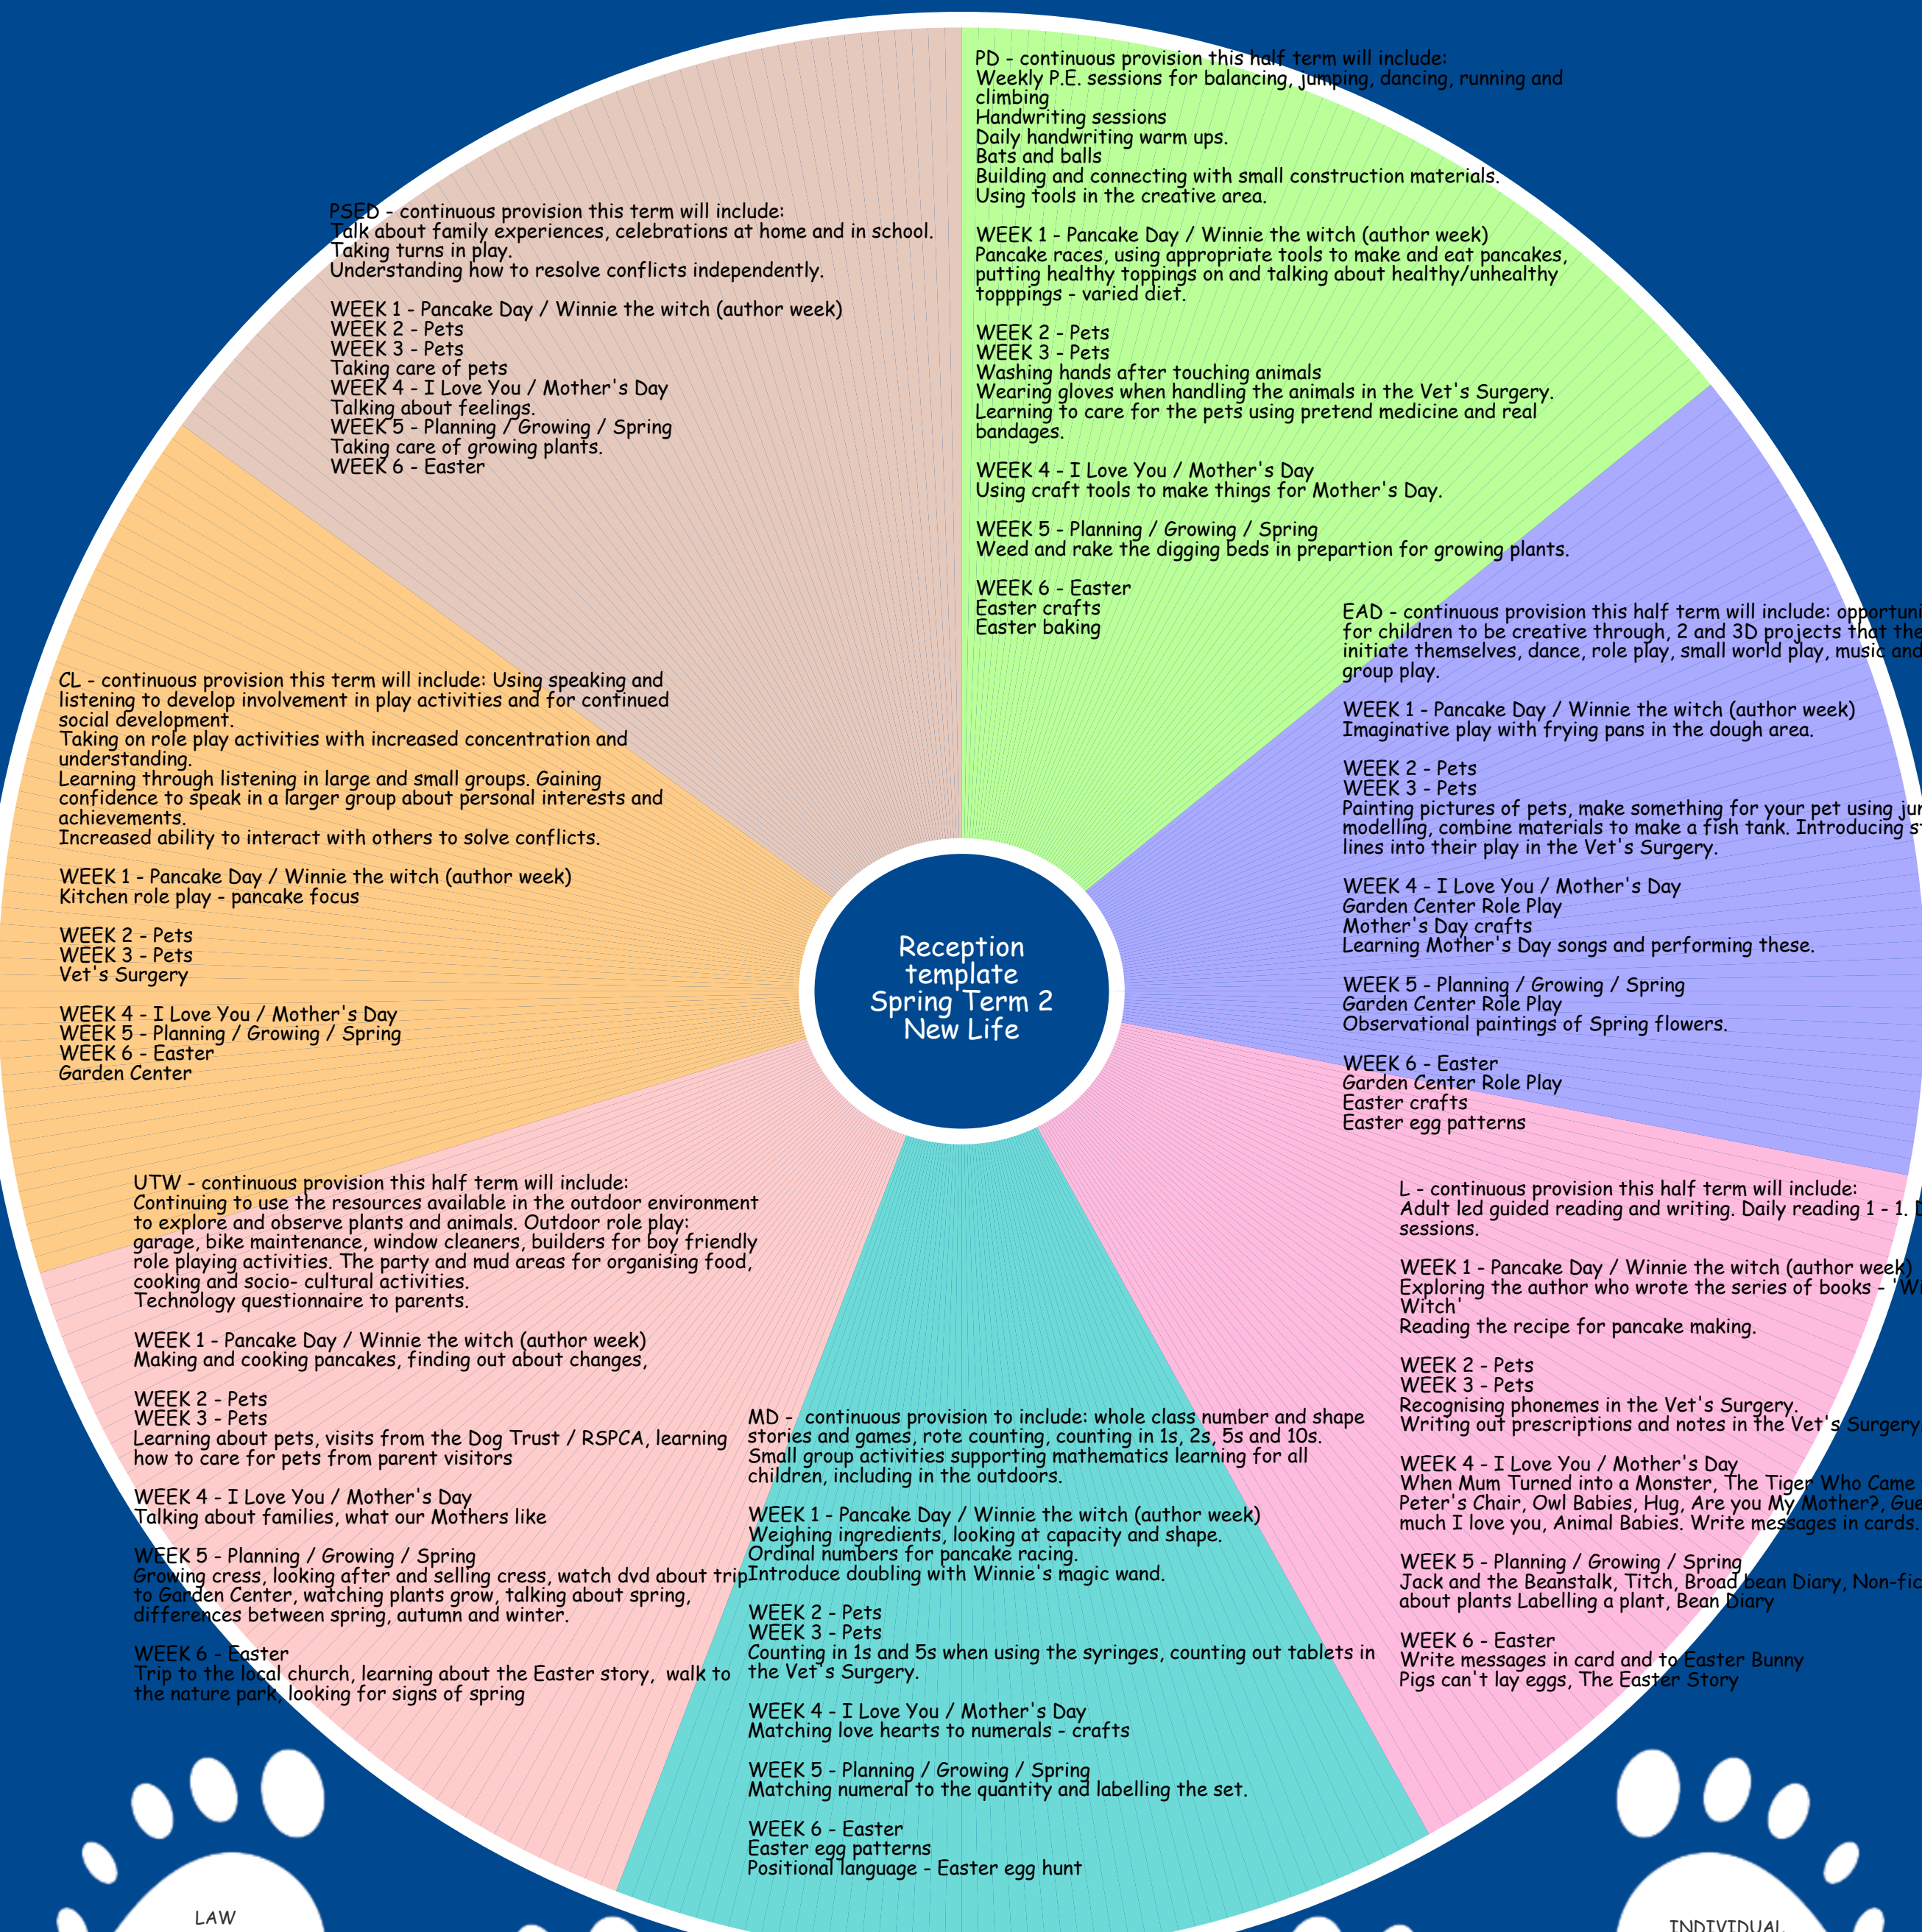 PD - continuous provision this half term will include:
Weekly P.E. sessions for balancing, jumping, dancing, running and
climbing
Handwriting sessions
Daily handwriting warm ups.
Bats and balls
Building and connecting with small construction materials.
Using tools in the creative area.
WEEK 1 - Pancake Day / Winnie the witch (author week)
Pancake races, using appropriate tools to make and eat pancakes,
putting healthy toppings on and talking about healthy/unhealthy
topppings - varied diet.
WEEK 2 - Pets
WEEK 3 - Pets
Washing hands after touching animals
Wearing gloves when handling the animals in the Vet's Surgery.
Learning to care for the pets using pretend medicine and real
bandages.
WEEK 4 - I Love You / Mother's Day
Using craft tools to make things for Mother's Day.
WEEK 5 - Planning / Growing / Spring
Weed and rake the digging beds in prepartion for growing plants.
WEEK 6 - Easter
Easter crafts
Easter baking
PSED - continuous provision this term will include:
Talk about family experiences, celebrations at home and in school.
Taking turns in play.
Understanding how to resolve conflicts independently.
WEEK 1 - Pancake Day / Winnie the witch (author week)
WEEK 2 - Pets
WEEK 3 - Pets
Taking care of pets
WEEK 4 - I Love You / Mother's Day
Talking about feelings.
WEEK 5 - Planning / Growing / Spring
Taking care of growing plants.
WEEK 6 - Easter
EAD - continuous provision this half term will include:
for children to be creative through, 2 and 3D projects that
initiate themselves, dance, role play, small world play, music and
group play.
WEEK 1 - Pancake Day / Winnie the witch (author week)
Imaginative play with frying pans in the dough area.
WEEK 2 - Pets
WEEK 3 - Pets
Painting pictures of pets, make something for your pet using
modelling, combine materials to make a fish tank. Introducing
lines into their play in the Vet's Surgery.
WEEK 4 - I Love You / Mother's Day
Garden Center Role Play
Mother's Day crafts
Learning Mother's Day songs and performing these.
WEEK 5 - Planning / Growing / Spring
Garden Center Role Play
Observational paintings of Spring flowers.
WEEK 6 - Easter
Garden Center Role Play
Easter crafts
Easter egg patterns
CL - continuous provision this term will include: Using speaking and
listening to develop involvement in play activities and for continued
social development.
Taking on role play activities with increased concentration and
understanding.
Learning through listening in large and small groups. Gaining
confidence to speak in a larger group about personal interests and
achievements.
Increased ability to interact with others to solve conflicts.
WEEK 1 - Pancake Day / Winnie the witch (author week)
Kitchen role play - pancake focus
WEEK 2 - Pets
WEEK 3 - Pets
Vet's Surgery
WEEK 4 - I Love You / Mother's Day
WEEK 5 - Planning / Growing / Spring
WEEK 6 - Easter
Garden Center
Reception
template
Spring Term 2
New Life
UTW - continuous provision this half term will include:
Continuing to use the resources available in the outdoor environment
to explore and observe plants and animals. Outdoor role play:
garage, bike maintenance, window cleaners, builders for boy friendly
role playing activities. The party and mud areas for organising food,
cooking and socio- cultural activities.
Technology questionnaire to parents.
WEEK 1 - Pancake Day / Winnie the witch (author week)
Making and cooking pancakes, finding out about changes,
WEEK 2 - Pets
WEEK 3 - Pets
Learning about pets, visits from the Dog Trust / RSPCA, learning
how to care for pets from parent visitors
WEEK 4 - I Love You / Mother's Day
Talking about families, what our Mothers like
WEEK 5 - Planning / Growing / Spring
Growing cress, looking after and selling cress, watch dvd about trip
to Garden Center, watching plants grow, talking about spring,
differences between spring, autumn and winter.
WEEK 6 - Easter
Trip to the local church, learning about the Easter story, walk to
the nature park, looking for signs of spring
L - continuous provision this half term will include:
Adult led guided reading and writing. Daily reading 1 - 1.
sessions.
WEEK 1 - Pancake Day / Winnie the witch (author week)
Exploring the author who wrote the series of books -
Witch'
Reading the recipe for pancake making.
WEEK 2 - Pets
WEEK 3 - Pets
Recognising phonemes in the Vet's Surgery.
Writing out prescriptions and notes in the Vet's Surgery
WEEK 4 - I Love You / Mother's Day
When Mum Turned into a Monster, The Tiger Who Came
Peter's Chair, Owl Babies, Hug, Are you My Mother?,
much I love you, Animal Babies. Write messages in cards.
WEEK 5 - Planning / Growing / Spring
Jack and the Beanstalk, Titch, Broad bean Diary,
about plants Labelling a plant, Bean Diary
WEEK 6 - Easter
Write messages in card and to Easter Bunny
Pigs can't lay eggs, The Easter Story
MD - continuous provision to include: whole class number and shape
stories and games, rote counting, counting in 1s, 2s, 5s and 10s.
Small group activities supporting mathematics learning for all
children, including in the outdoors.
WEEK 1 - Pancake Day / Winnie the witch (author week)
Weighing ingredients, looking at capacity and shape.
Ordinal numbers for pancake racing.
Introduce doubling with Winnie's magic wand.
WEEK 2 - Pets
WEEK 3 - Pets
Counting in 1s and 5s when using the syringes, counting out tablets in
the Vet's Surgery.
WEEK 4 - I Love You / Mother's Day
Matching love hearts to numerals - crafts
WEEK 5 - Planning / Growing / Spring
Matching numeral to the quantity and labelling the set.
WEEK 6 - Easter
Easter egg patterns
Positional language - Easter egg hunt
LAW
INDIVIDUAL